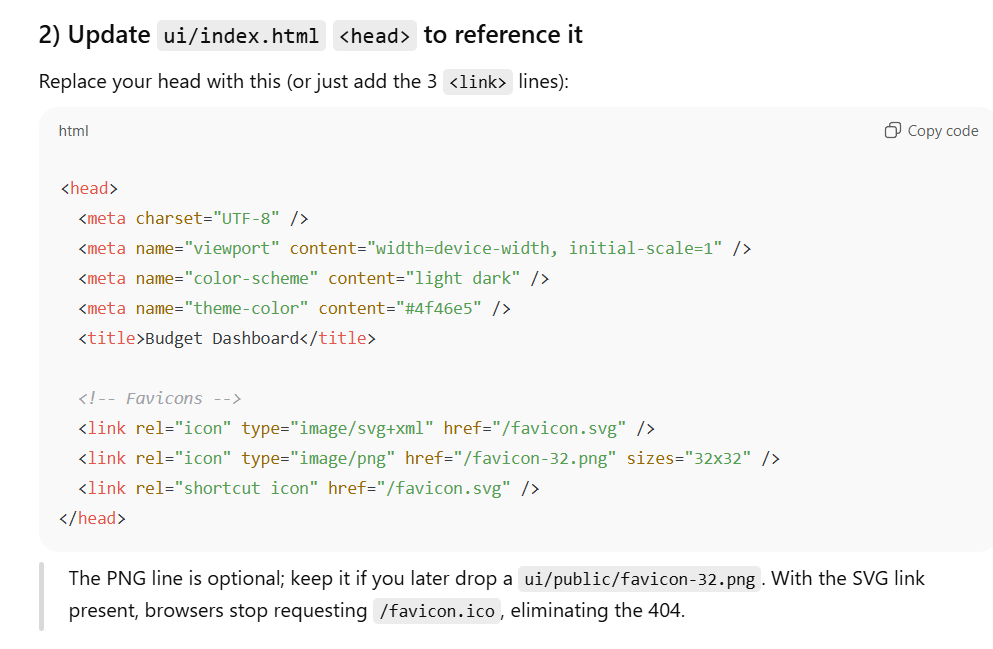 2) Update ui/index.html <head> to reference it
Replace your head with this (or just add the 3 <link> lines):
html
Copy code
<head>
  <meta charset="UTF-8" />
  <meta name="viewport" content="width=device-width, initial-scale=1" />
  <meta name="color-scheme" content="light dark" />
  <meta name="theme-color" content="#4f46e5" />
  <title>Budget Dashboard</title>
  <!-- Favicons -->
  <link rel="icon" type="image/svg+xml" href="/favicon.svg" />
  <link rel="icon" type="image/png" href="/favicon-32.png" sizes="32x32" />
  <link rel="shortcut icon" href="/favicon.svg" />
</head>
The PNG line is optional; keep it if you later drop a ui/public/favicon-32.png. With the SVG link
present, browsers stop requesting /favicon.ico, eliminating the 404.